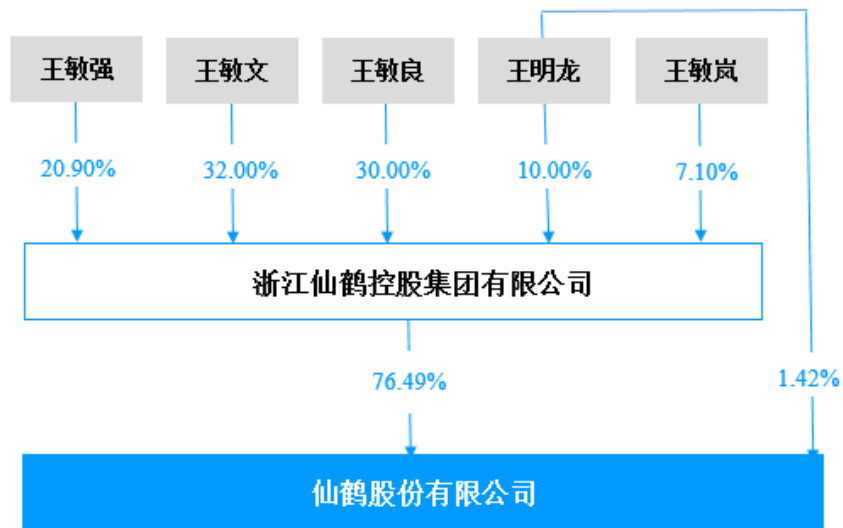 王敏强 王敏文 王敏良 王明龙 王敏岚
20.90% 32.00% 30.00% 10.00% 7.10%
浙江仙鹤控股集团有限公司
76.49% 1.42%
仙鹤股份有限公司